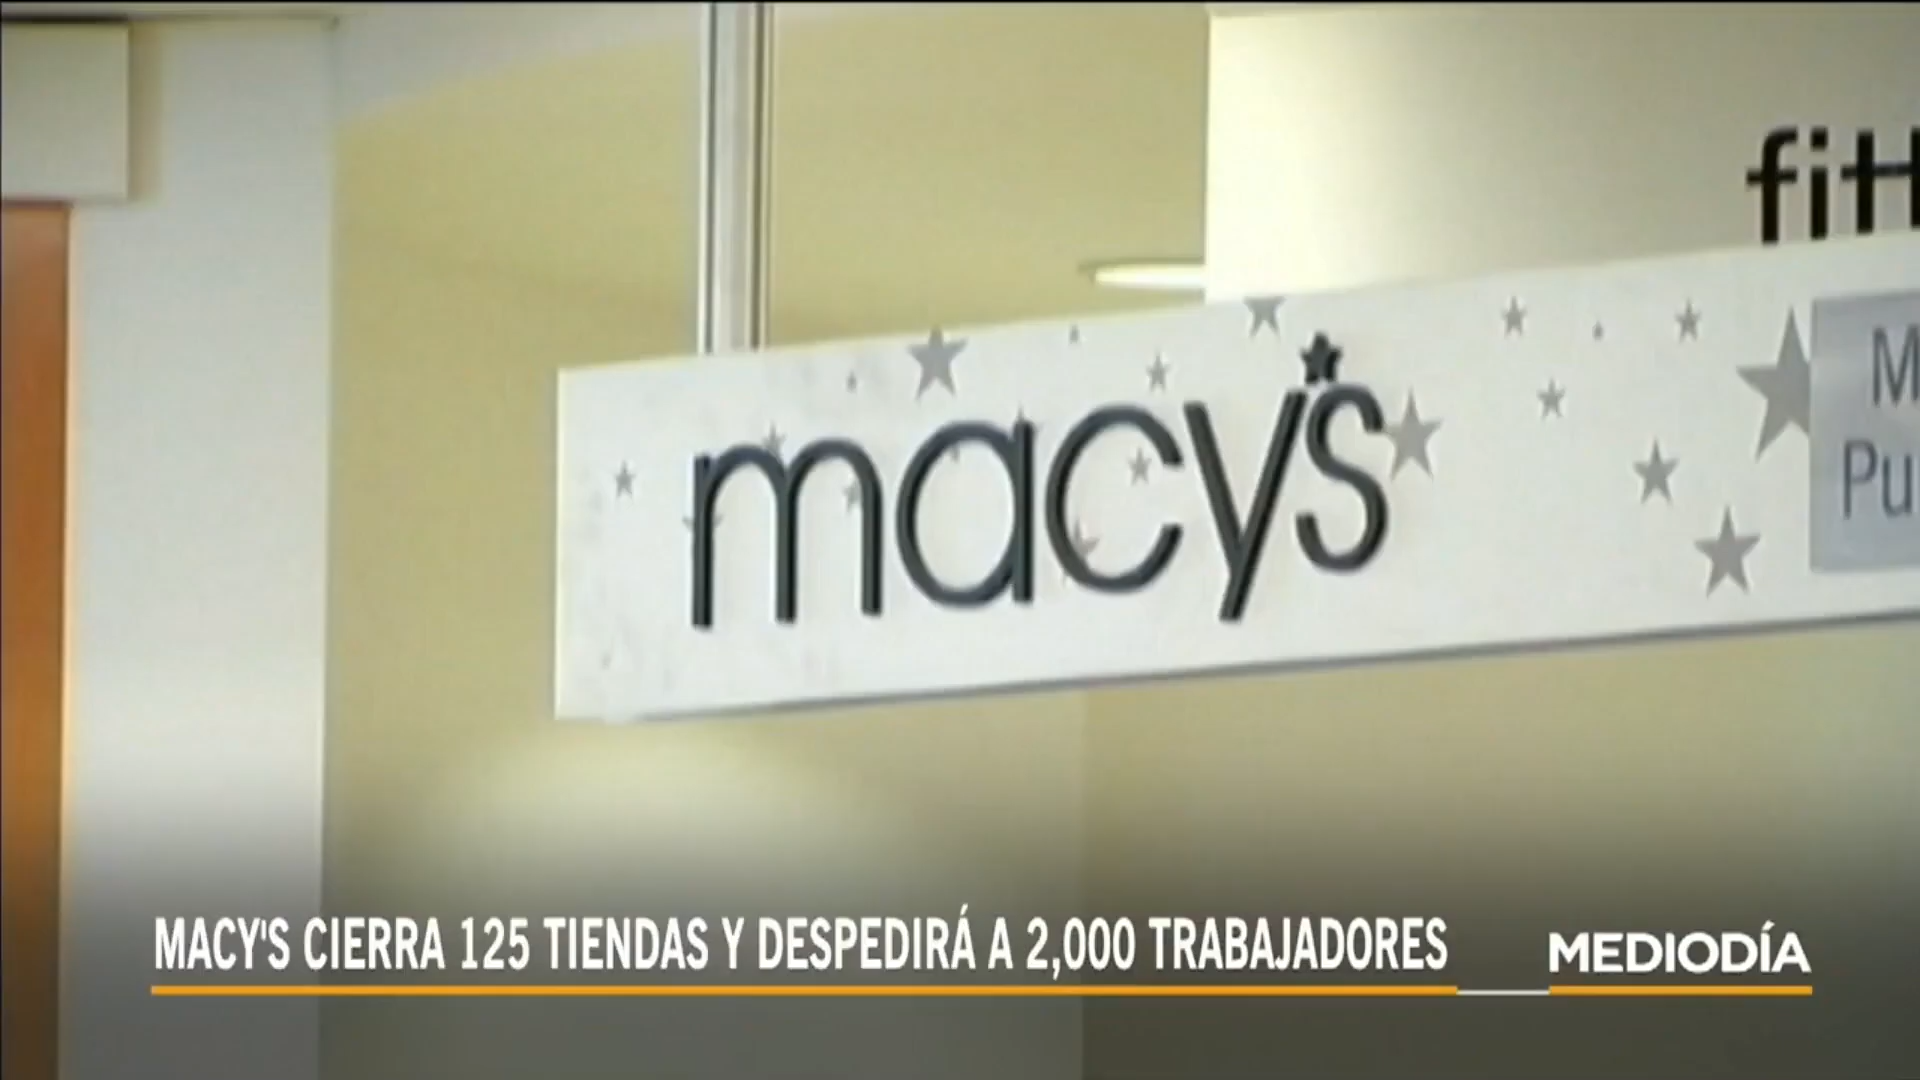 macy's
MACY'S CIERRA 125 TIENDAS Y DESPEDIRÁ A 2,000 TRABAJADORES
MEDIODÍA